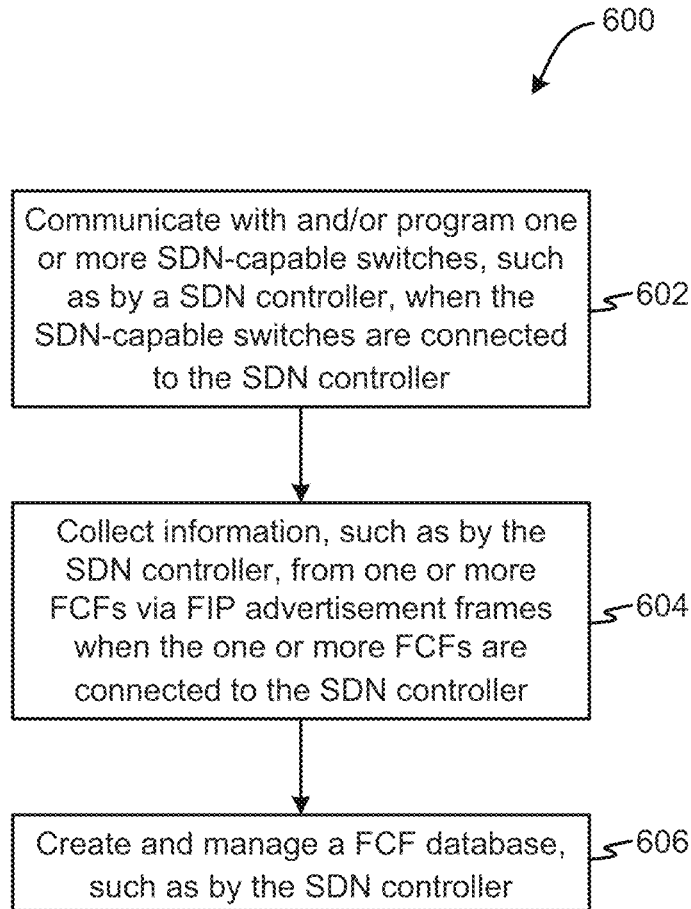 600
Communicate with and/or program one
or more SDN-capable switches, such
as by a SDN controller, when the
SDN-capable switches are connected
to the SDN controller
602
Collect information, such as by the
SDN controller, from one or more
FCFs via FIP advertisement frames
when the one or more FCFs are
connected to the SDN controller
604
Create and manage a FCF database,
such as by the SDN controller
606